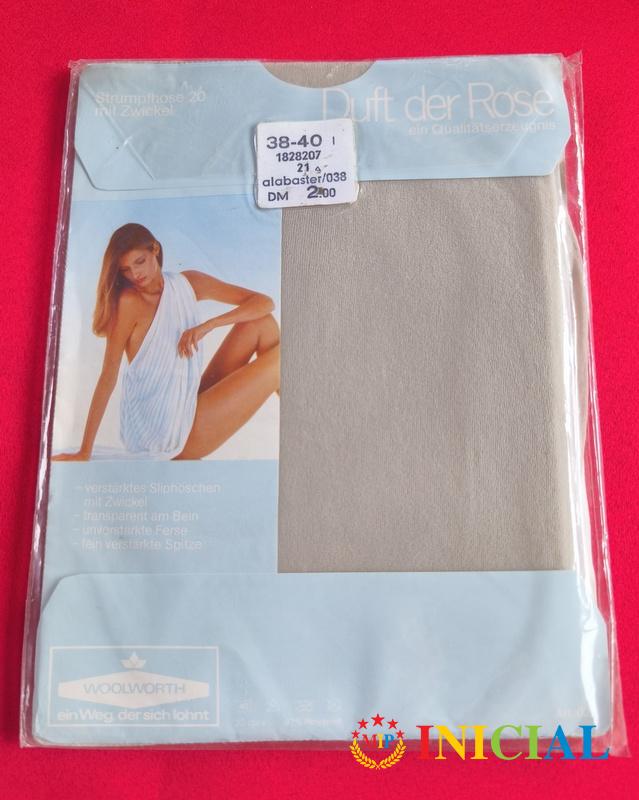 Strumpfhose 20
mit Zwickel
Duft der Rose
ein Qualitätserzeugnis
38-40 I
1828207
21
alabaster/038
DM 2.00
- verstärktes Sliphöschen
mit Zwickel
- transparent am Bein
- unverstärkte Ferse
- fein verstärkte Spitze
WOOLWORTH
ein Weg, der sich lohnt
MTP
INICIAL